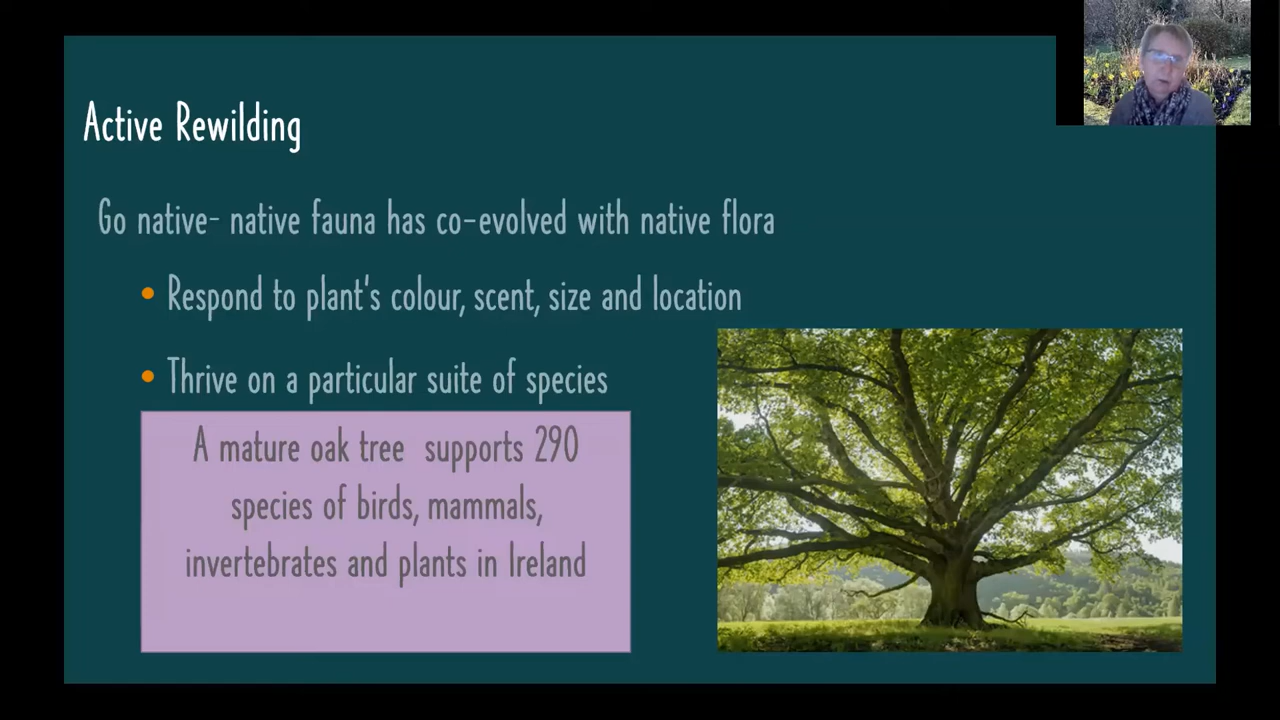 Active Rewilding
Go native- native fauna has co-evolved with native flora
• Respond to plant's colour, scent, size and location
• Thrive on a particular suite of species
A mature oak tree supports 290
species of birds, mammals,
invertebrates and plants in Ireland